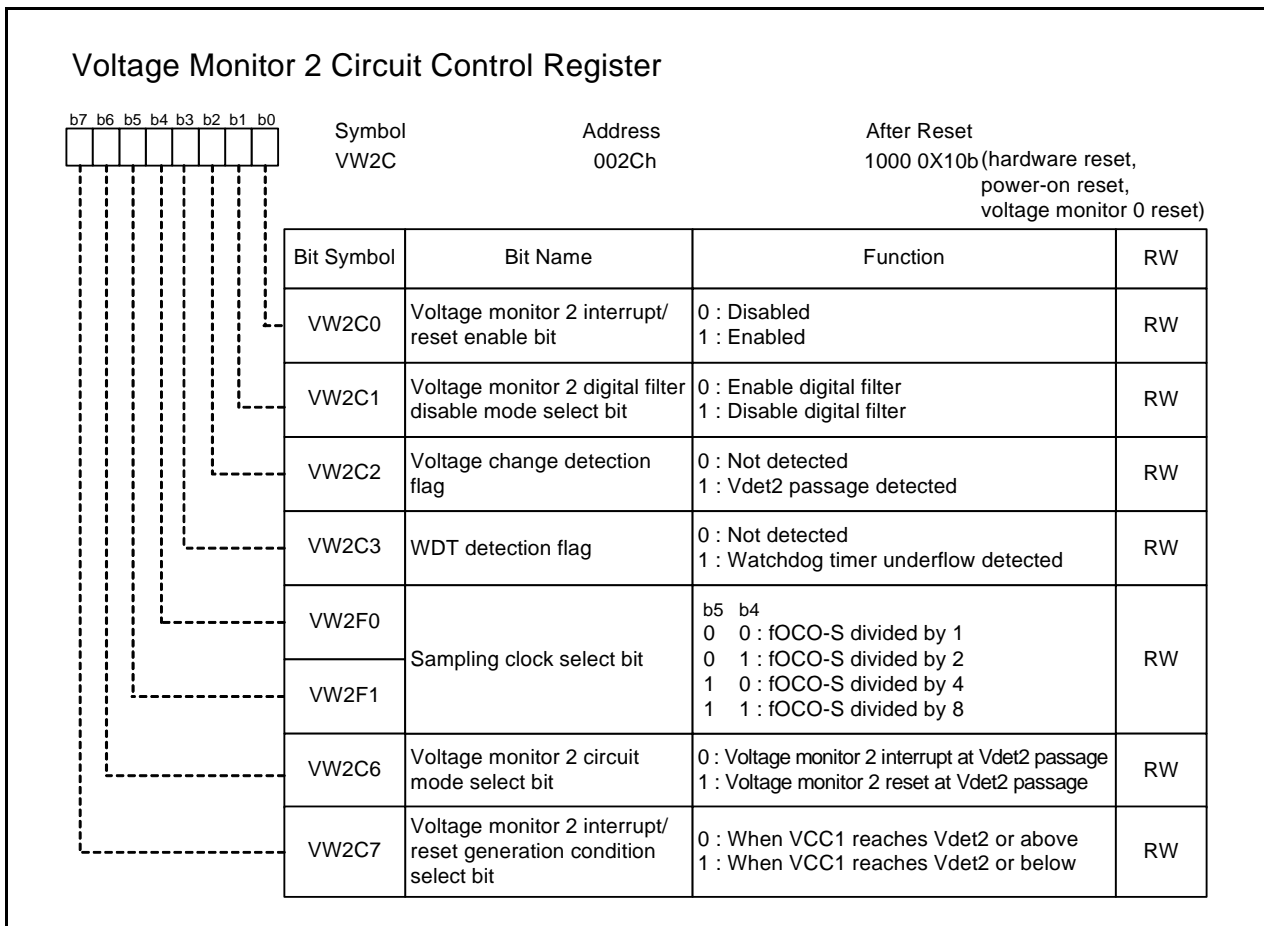 Voltage Monitor 2 Circuit Control Register
b7 b6 b5 b4 b3 b2 b1 b0
Symbol Address After Reset
VW2C 002Ch 1000 0X10b (hardware reset,
power-on reset,
voltage monitor 0 reset)
Bit Symbol Bit Name Function RW
VW2C0
Voltage monitor 2 interrupt/
reset enable bit
0 : Disabled
1 : Enabled
RW
VW2C1
Voltage monitor 2 digital filter
disable mode select bit
0 : Enable digital filter
1 : Disable digital filter
RW
VW2C2
Voltage change detection
flag
0 : Not detected
1 : Vdet2 passage detected
RW
VW2C3
WDT detection flag
0 : Not detected
1 : Watchdog timer underflow detected
RW
VW2F0
VW2F1
Sampling clock select bit
b5 b4
0 0 : fOCO-S divided by 1
0 1 : fOCO-S divided by 2
1 0 : fOCO-S divided by 4
1 1 : fOCO-S divided by 8
RW
VW2C6
Voltage monitor 2 circuit
mode select bit
0 : Voltage monitor 2 interrupt at Vdet2 passage
1 : Voltage monitor 2 reset at Vdet2 passage
RW
VW2C7
Voltage monitor 2 interrupt/
reset generation condition
select bit
0 : When VCC1 reaches Vdet2 or above
1 : When VCC1 reaches Vdet2 or below
RW